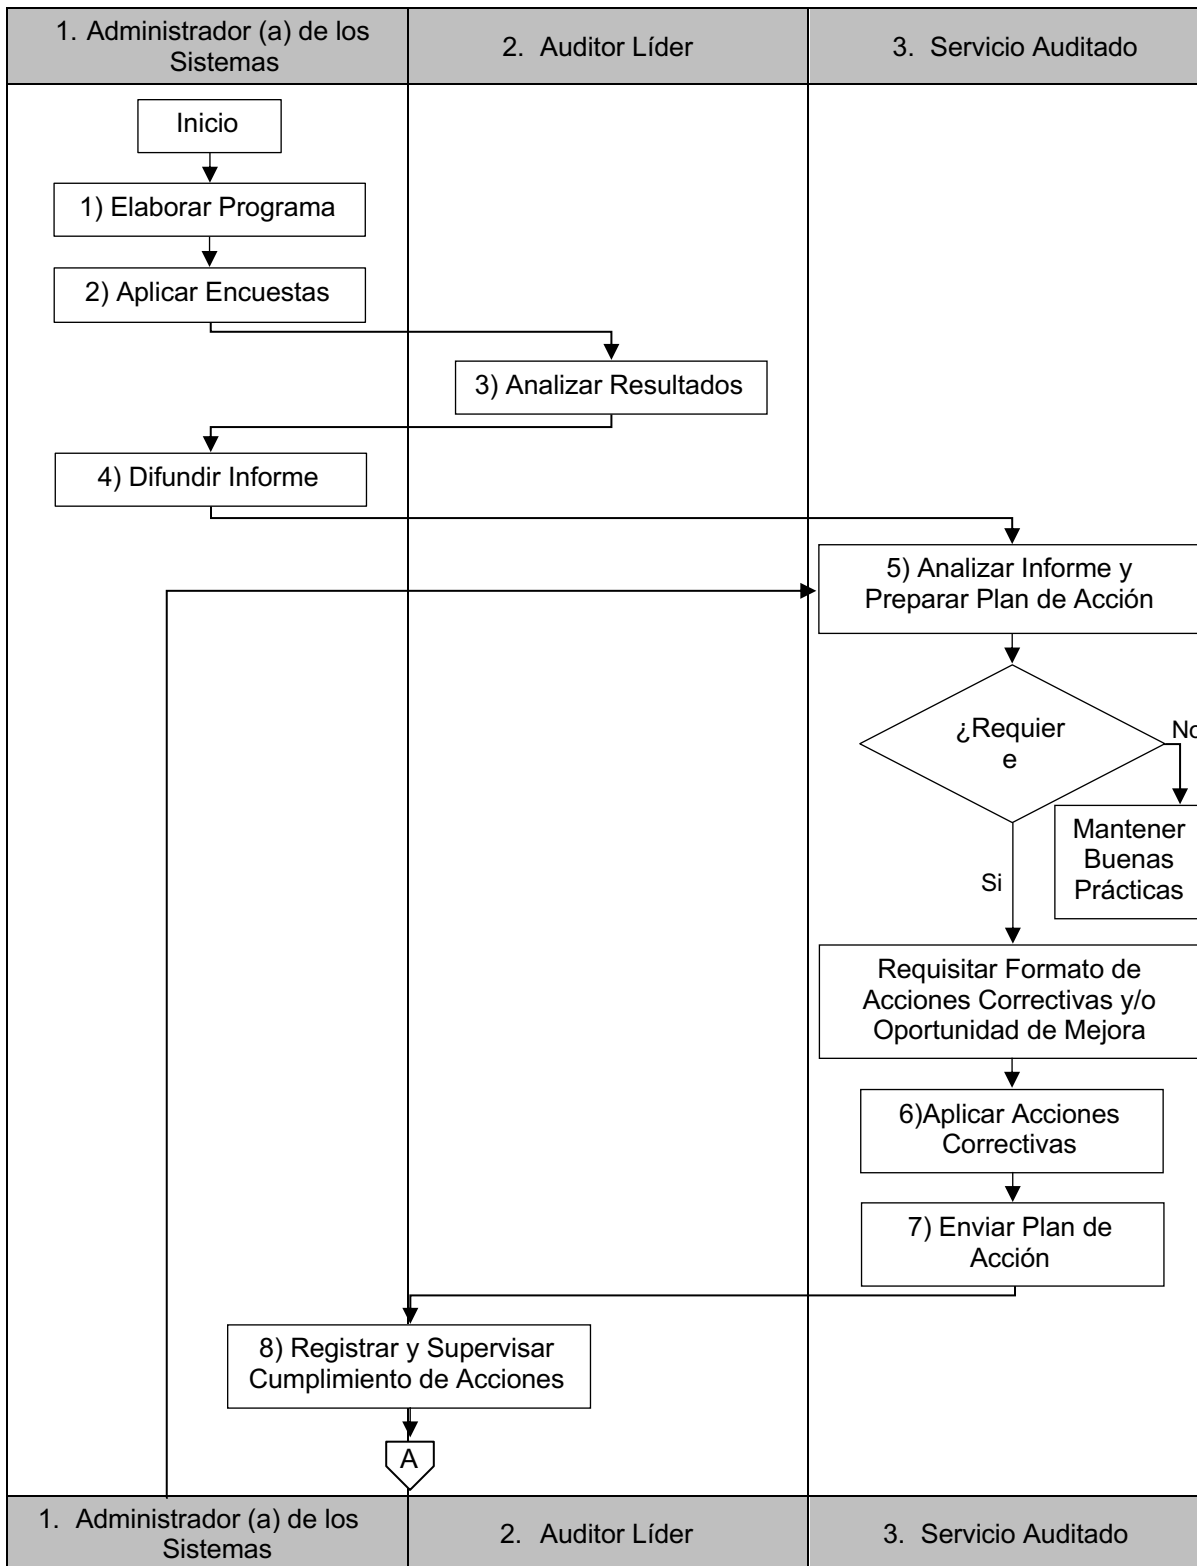 1. Administrador (a) de los
Sistemas
2. Auditor Líder
3. Servicio Auditado
Inicio
1) Elaborar Programa
2) Aplicar Encuestas
3) Analizar Resultados
4) Difundir Informe
5) Analizar Informe y
Preparar Plan de Acción
¿Requier
e
No
Mantener
Buenas
Prácticas
Si
Requisitar Formato de
Acciones Correctivas y/o
Oportunidad de Mejora
6)Aplicar Acciones
Correctivas
7) Enviar Plan de
Acción
8) Registrar y Supervisar
Cumplimiento de Acciones
A
1. Administrador (a) de los
Sistemas
2. Auditor Líder
3. Servicio Auditado